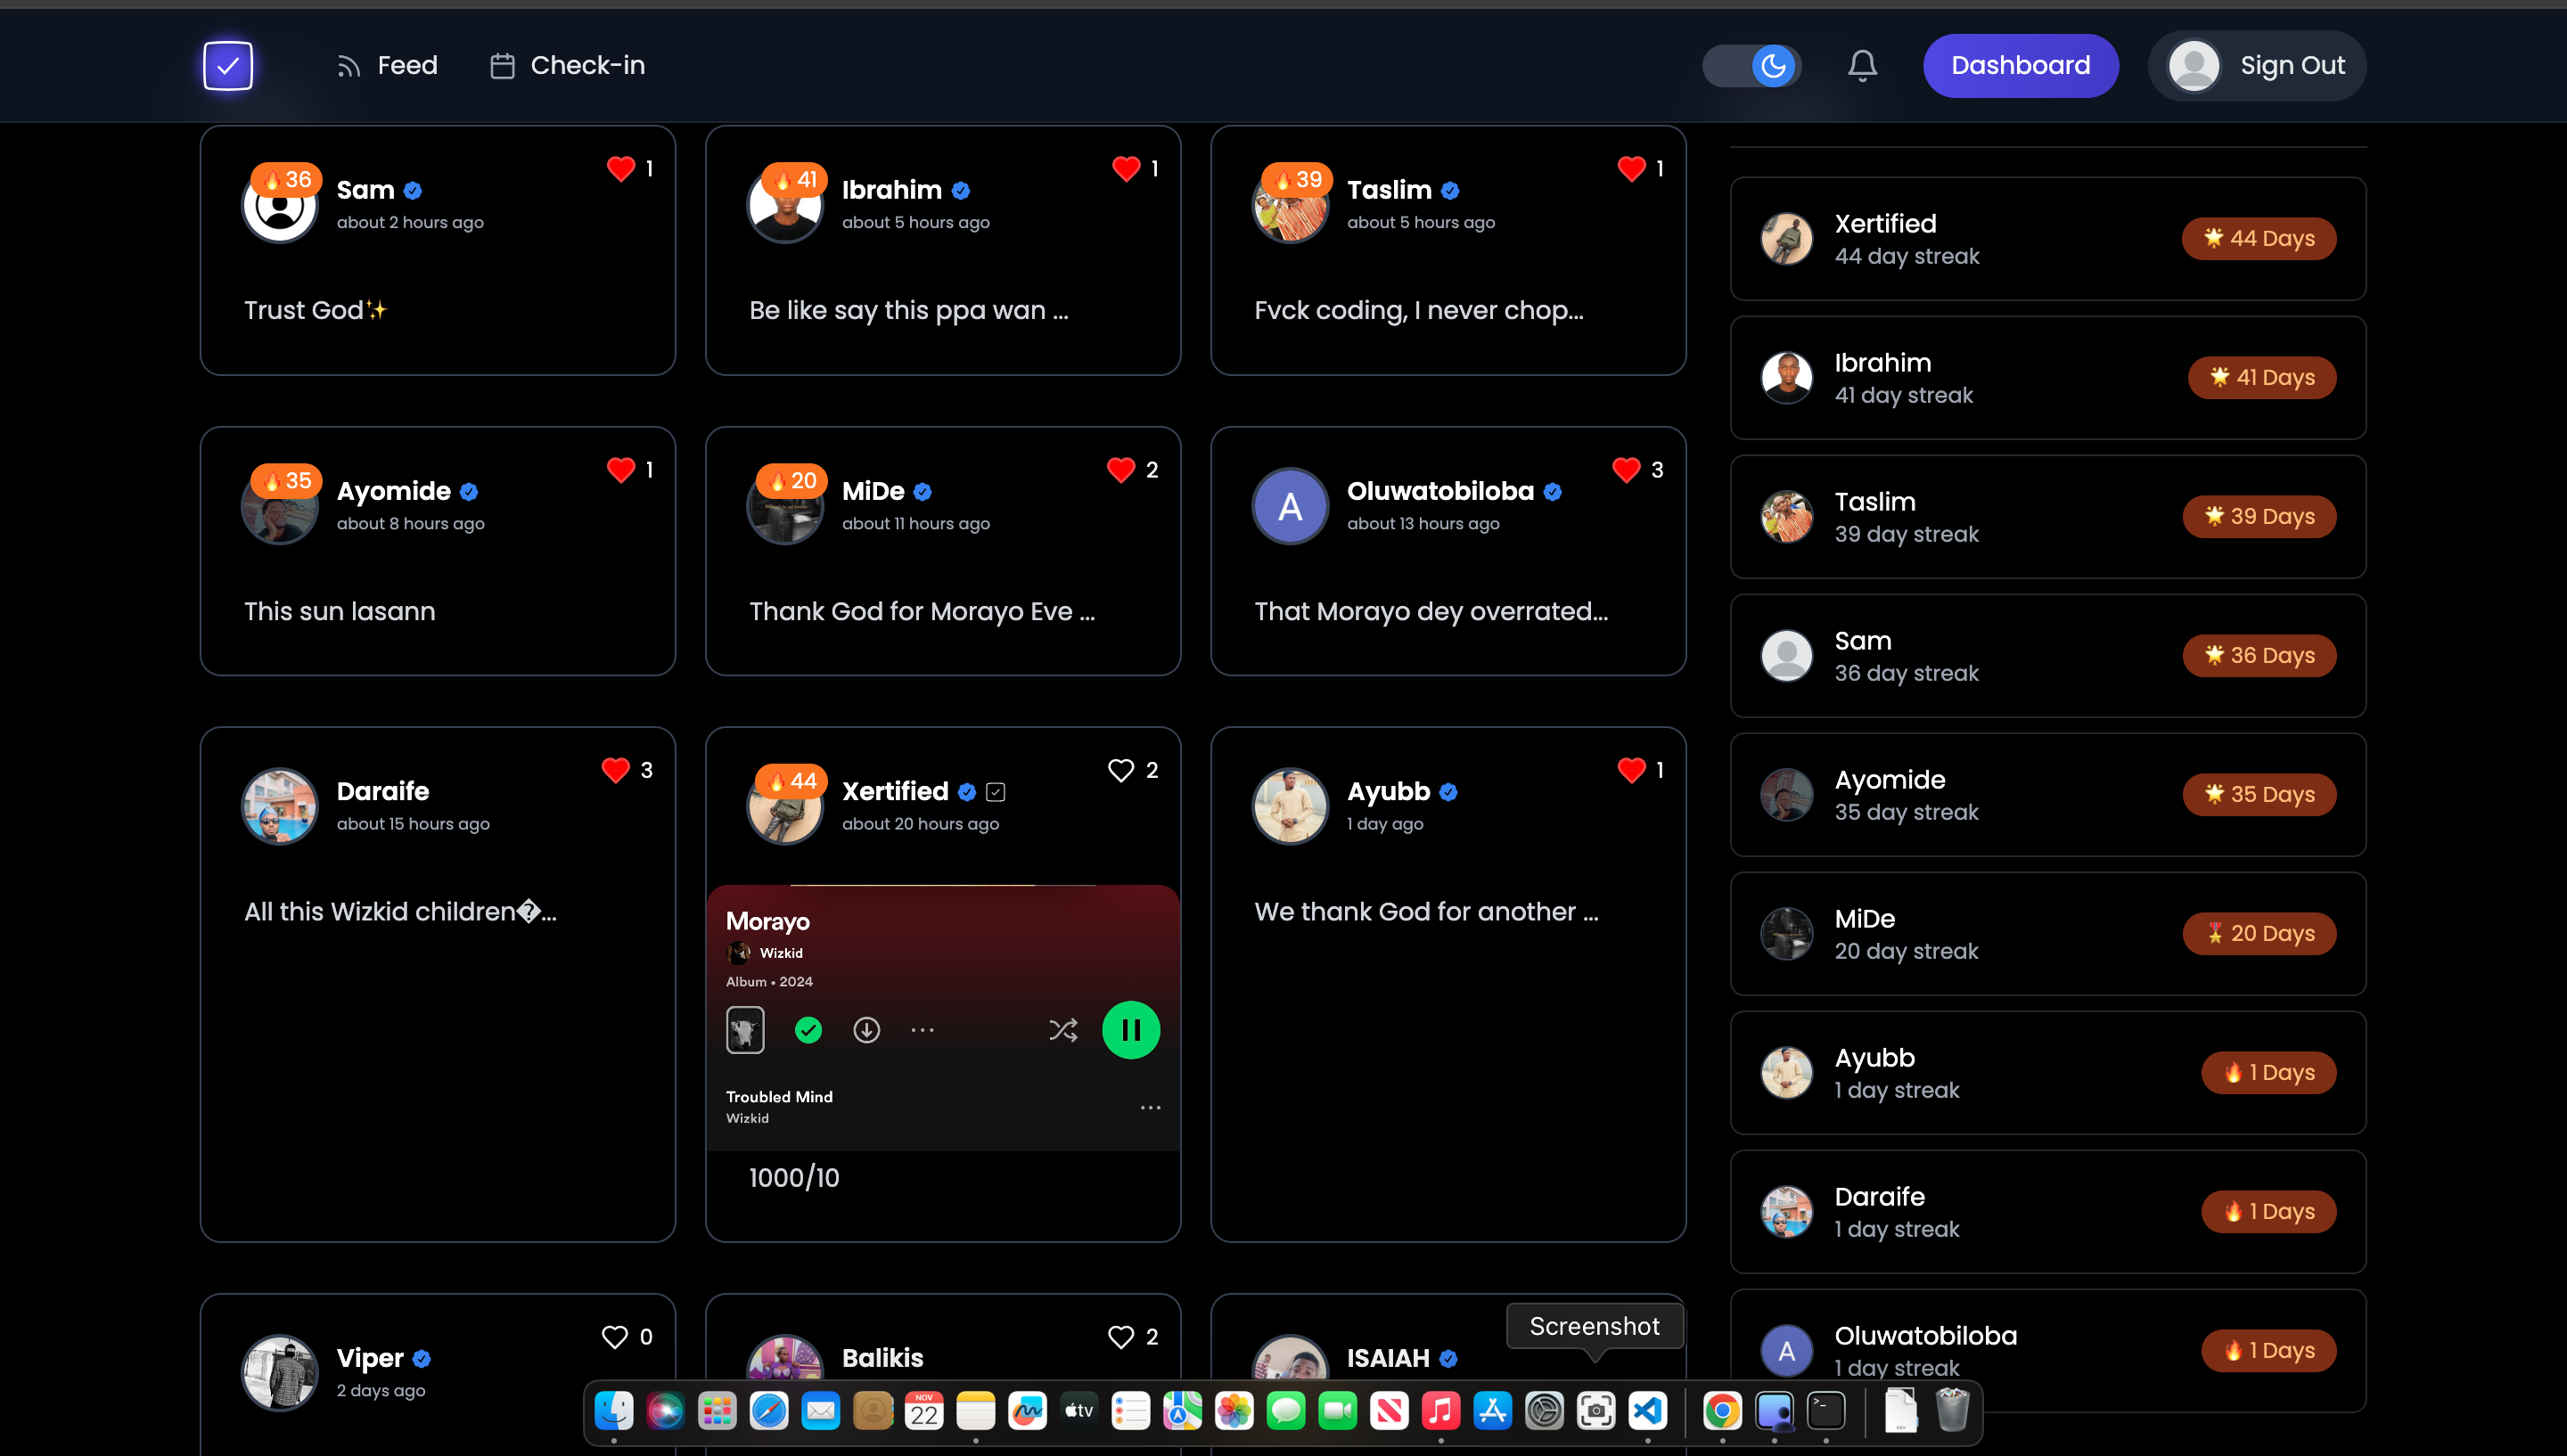 Feed
Check-in
Dashboard
Sign Out
🔥36
Sam
about 2 hours ago
1
Trust God✨
🔥41
Ibrahim
about 5 hours ago
1
Be like say this ppa wan ...
🔥39
Taslim
about 5 hours ago
1
Fvck coding, I never chop...
🔥35
Ayomide
about 8 hours ago
1
This sun lasann
🔥20
MiDe
about 11 hours ago
2
Thank God for Morayo Eve ...
A
Oluwatobiloba
about 13 hours ago
3
That Morayo dey overrated...
Daraife
about 15 hours ago
3
All this Wizkid children�...
🔥44
Xertified
about 20 hours ago
2
Morayo
Wizkid
Album • 2024
Troubled Mind
Wizkid
1000/10
Ayubb
1 day ago
1
We thank God for another ...
Viper
2 days ago
0
Balikis
2
ISAIAH
Xertified
44 day streak
🌟 44 Days
Ibrahim
41 day streak
🌟 41 Days
Taslim
39 day streak
🌟 39 Days
Sam
36 day streak
🌟 36 Days
Ayomide
35 day streak
🌟 35 Days
MiDe
20 day streak
🎖️ 20 Days
Ayubb
1 day streak
🔥 1 Days
Daraife
1 day streak
🔥 1 Days
A
Oluwatobiloba
1 day streak
🔥 1 Days
Screenshot
NOV
22
tv